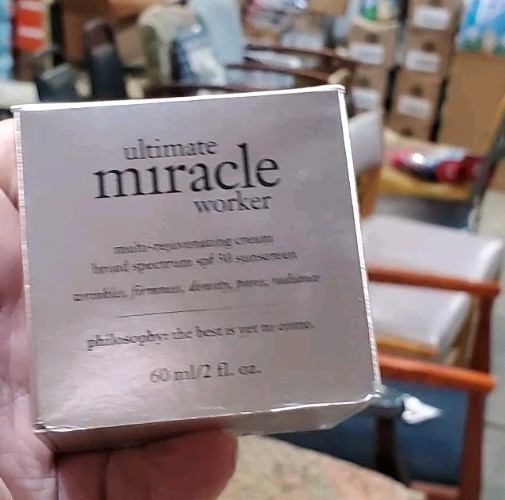 ultimate
miracle
worker
multi-rejuvenating cream
broad spectrum spf 30 sunscreen
wrinkles, firmness, density, pores, radiance
philosophy: the best is yet to come.
60 ml/2 fl. oz.